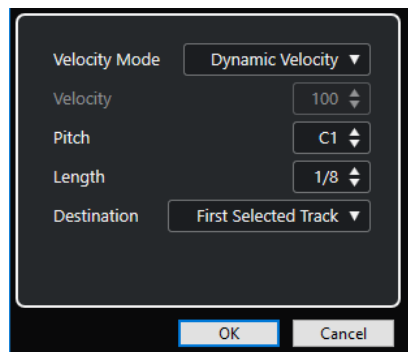 Velocity Mode Dynamic Velocity ▼
Velocity 100
Pitch C1
Length 1/8
Destination First Selected Track ▼
OK Cancel